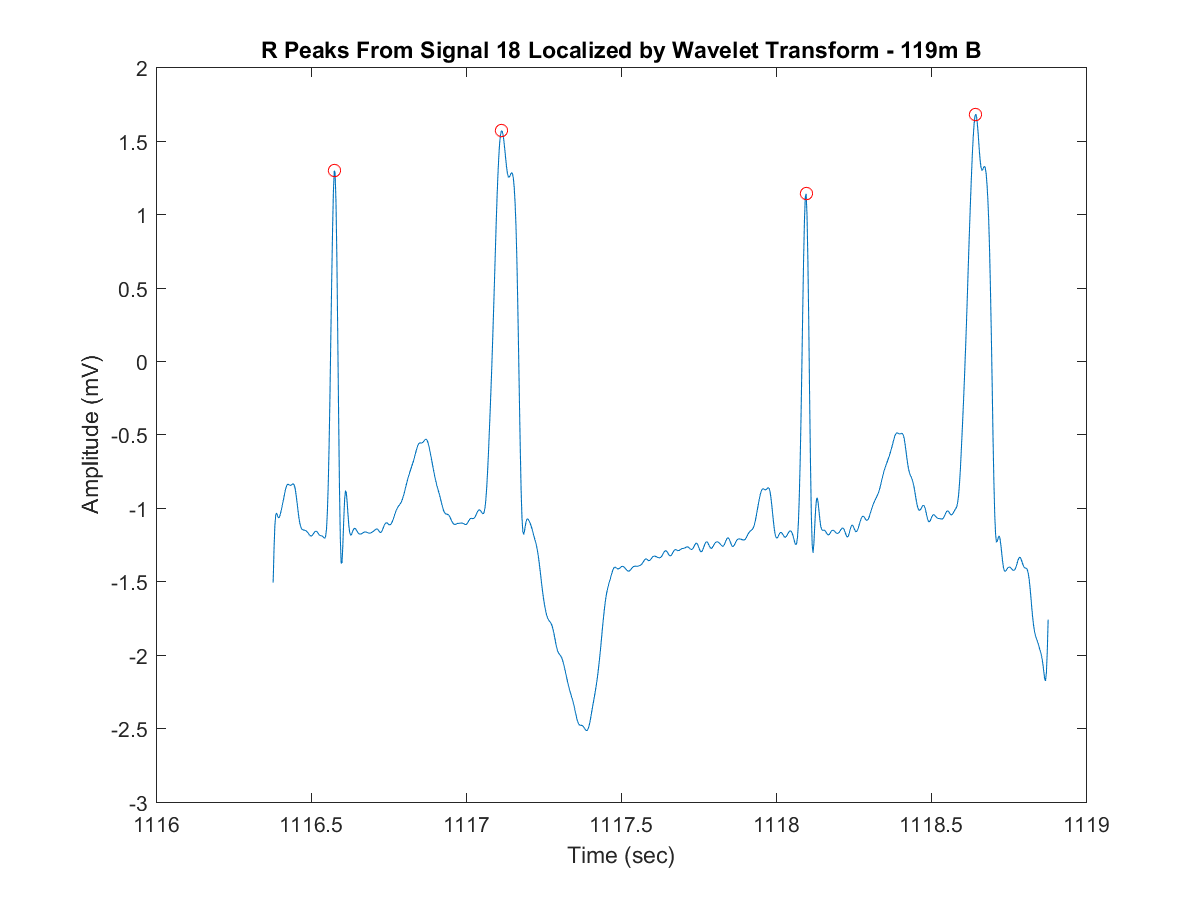 R Peaks From Signal 18 Localized by Wavelet Transform - 119m B
2
1.5
1
0.5
0
-0.5
-1
-1.5
-2
-2.5
-3
Amplitude (mV)
1116 1116.5 1117 1117.5 1118 1118.5 1119
Time (sec)